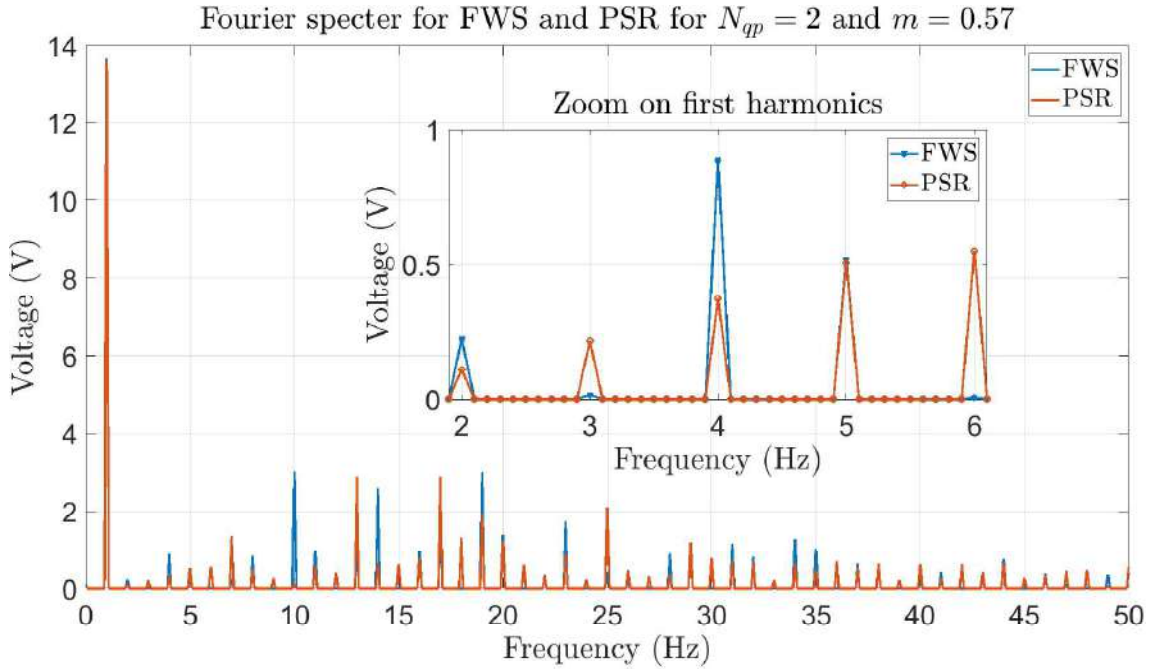 Fourier specter for FWS and PSR for N_{qp} = 2 and m = 0.57
14
12
10
8
6
4
2
0
Voltage (V)
FWS
PSR
Zoom on first harmonics
1
0.5
0
Voltage (V)
FWS
PSR
2 3 4 5 6
Frequency (Hz)
0 5 10 15 20 25 30 35 40 45 50
Frequency (Hz)